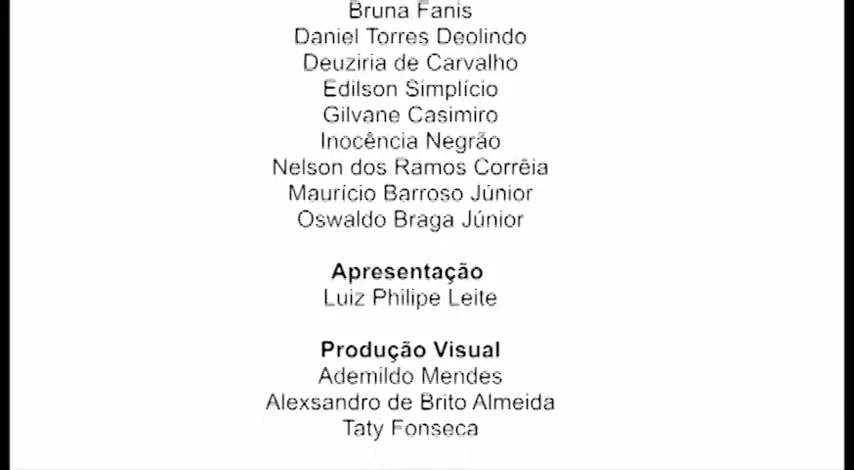 Bruna Fanis
Daniel Torres Deolindo
Deuziria de Carvalho
Edilson Simplício
Gilvane Casimiro
Inocência Negrão
Nelson dos Ramos Corrêia
Maurício Barroso Júnior
Oswaldo Braga Júnior
Apresentação
Luiz Philipe Leite
Produção Visual
Ademildo Mendes
Alexsandro de Brito Almeida
Taty Fonseca